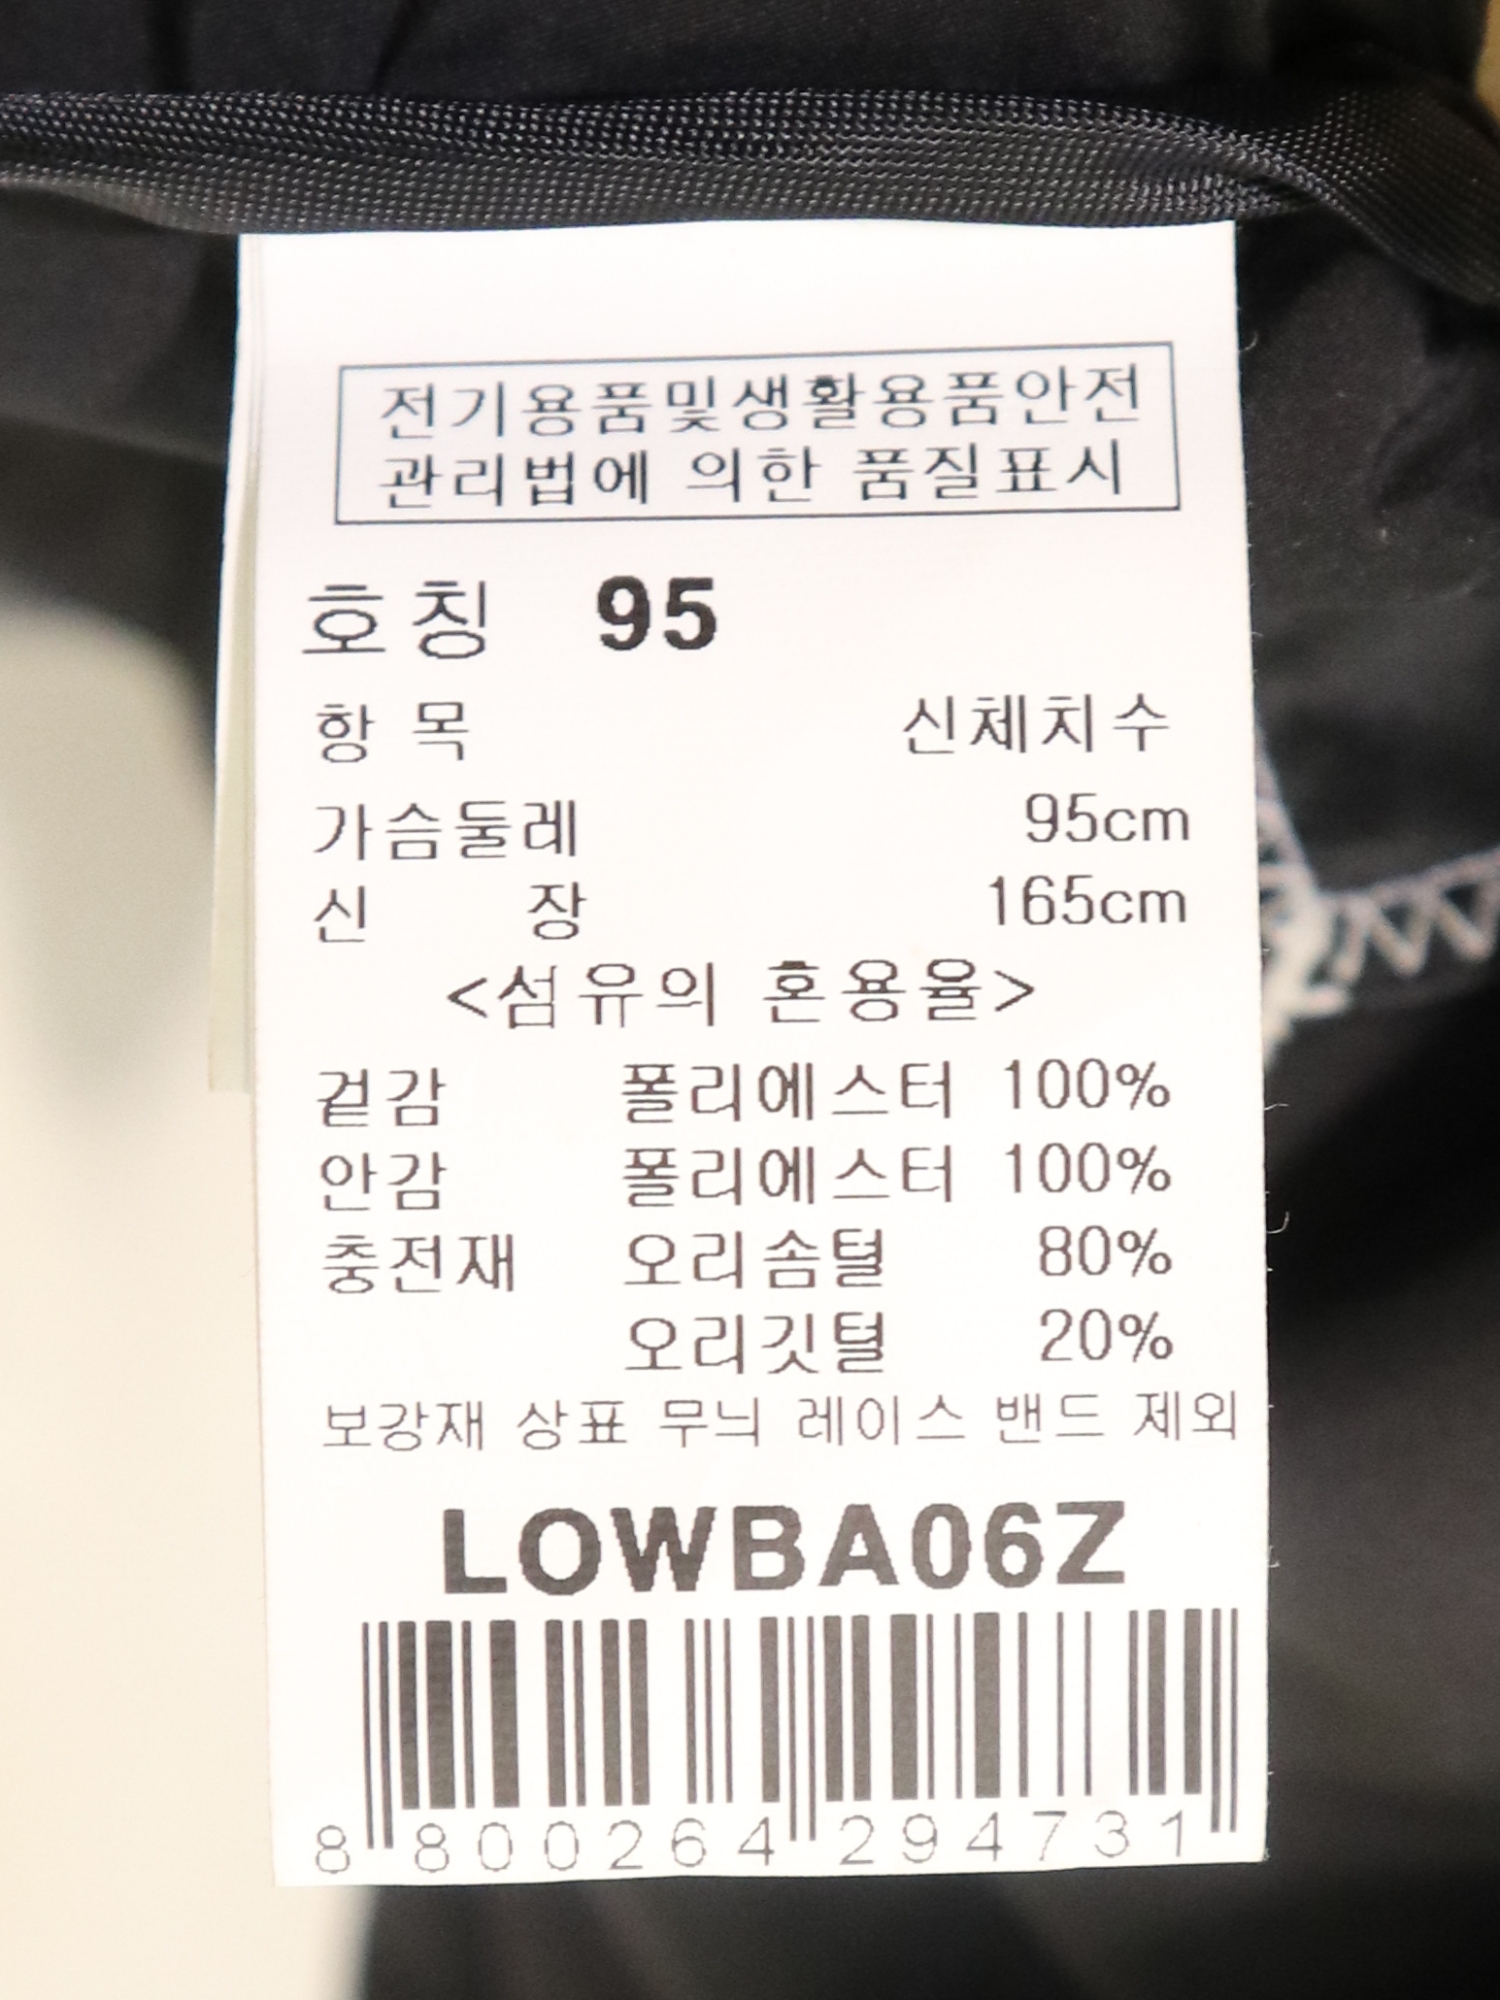 전기용품및생활용품안전
관리법에 의한 품질표시
호칭 95
항목 신체치수
가슴둘레 95cm
신 장 165cm
<섬유의 혼용율>
겉감 폴리에스터 100%
안감 폴리에스터 100%
충전재 오리솜털 80%
오리깃털 20%
보강재 상표 무늬 레이스 밴드 제외
LOWBA06Z
8 800264 294731